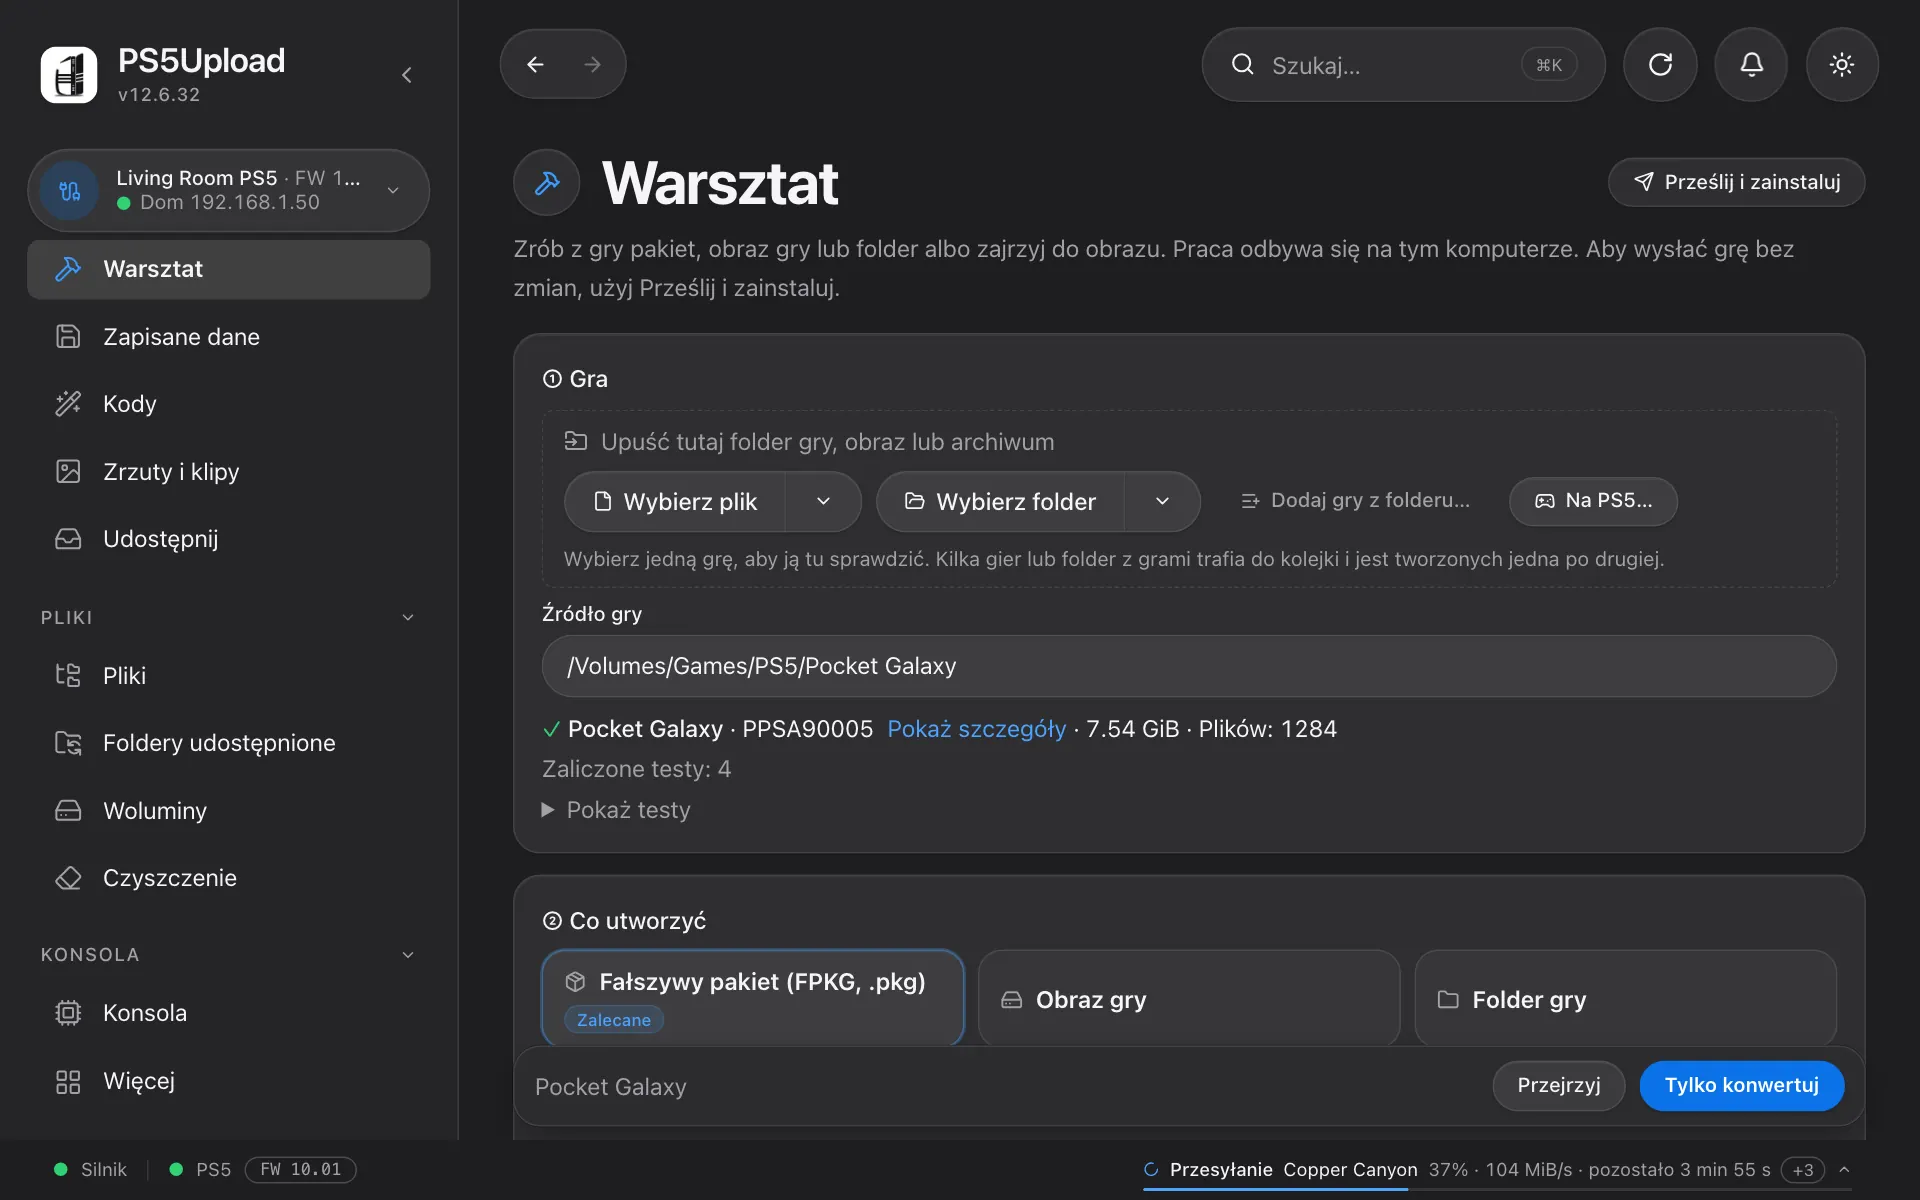 PS5Upload
v12.6.32
Living Room PS5 · FW 1...
Dom 192.168.1.50
Warsztat
Zapisane dane
Kody
Zrzuty i klipy
Udostępnij
PLIKI
Pliki
Foldery udostępnione
Woluminy
Czyszczenie
KONSOLA
Konsola
Więcej
Szukaj...
⌘K
Warsztat
Prześlij i zainstaluj
Zrób z gry pakiet, obraz gry lub folder albo zajrzyj do obrazu. Praca odbywa się na tym komputerze. Aby wysłać grę bez
zmian, użyj Prześlij i zainstaluj.
① Gra
Upuść tutaj folder gry, obraz lub archiwum
Wybierz plik
Wybierz folder
Dodaj gry z folderu...
Na PS5...
Wybierz jedną grę, aby ją tu sprawdzić. Kilka gier lub folder z grami trafia do kolejki i jest tworzonych jedna po drugiej.
Źródło gry
/Volumes/Games/PS5/Pocket Galaxy
Pocket Galaxy · PPSA90005 Pokaż szczegóły · 7.54 GiB · Plików: 1284
Zaliczone testy: 4
Pokaż testy
② Co utworzyć
Fałszywy pakiet (FPKG, .pkg)
Zalecane
Obraz gry
Folder gry
Pocket Galaxy
Przejrzyj
Tylko konwertuj
Silnik
PS5
FW 10.01
Przesyłanie Copper Canyon 37% · 104 MiB/s · pozostało 3 min 55 s
+3